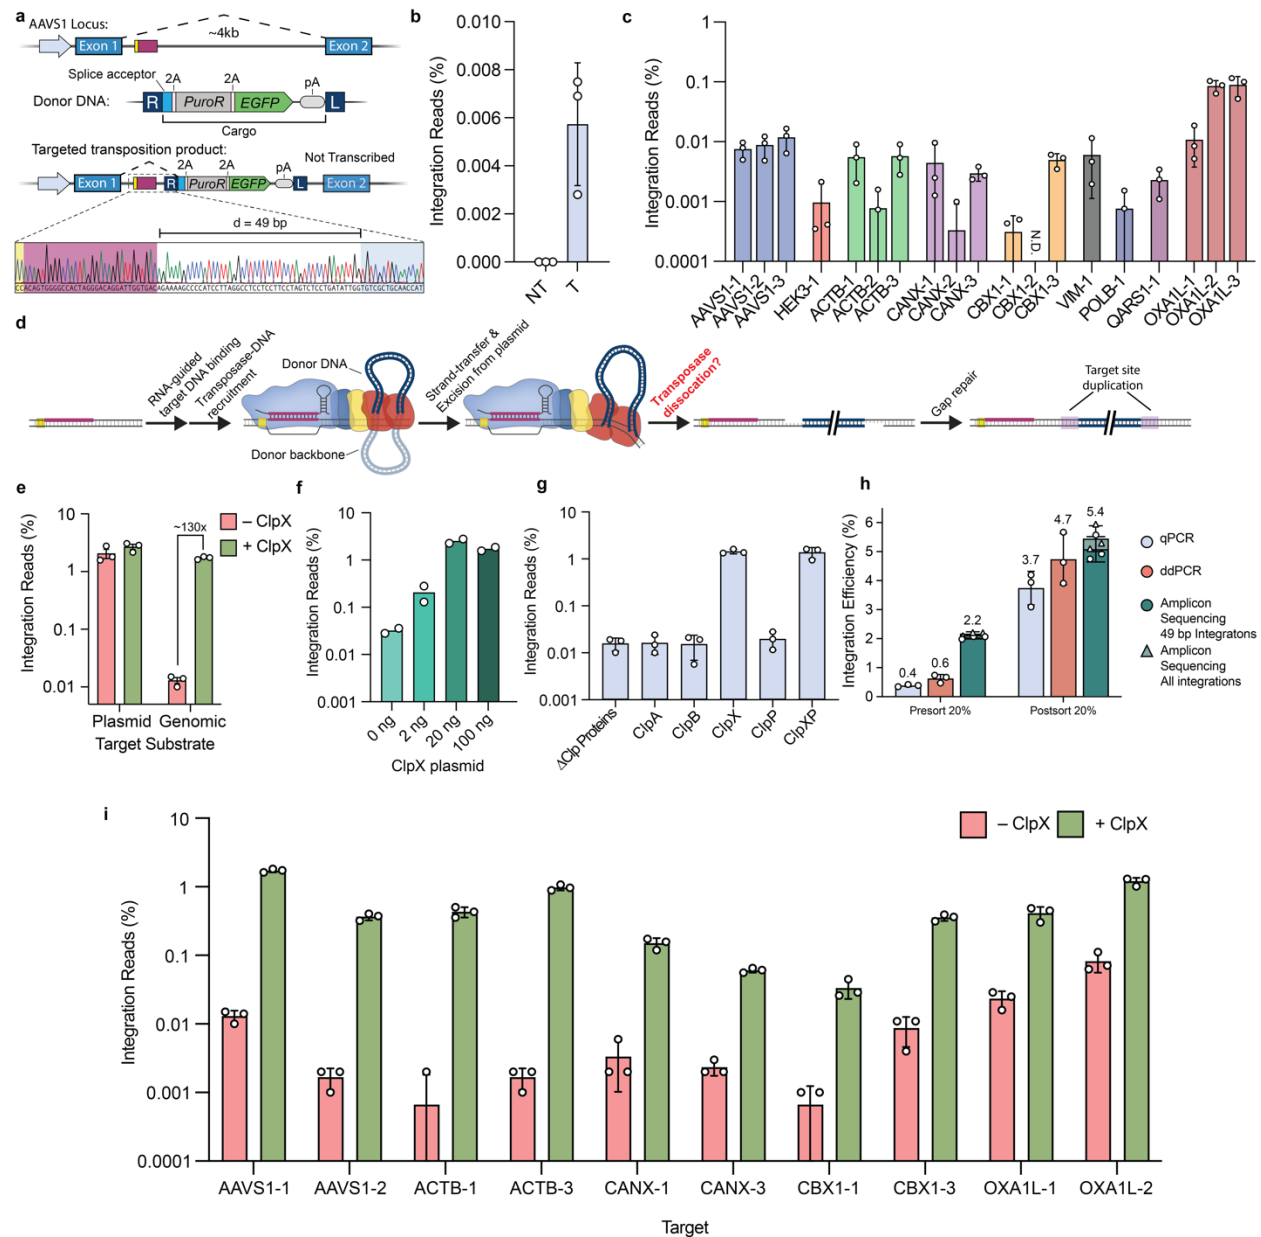 a
AAVS1 Locus:
Exon 1
~4kb
Exon 2
Splice acceptor
2A
2A
pA
Donor DNA:
R
PuroR
EGFP
L
Cargo
Targeted transposition product:
Not Transcribed
2A
2A
pA
Exon 1
R
PuroR
EGFP
L
Exon 2
d = 49 bp
b
Integration Reads (%)
0.010
0.008
0.006
0.004
0.002
0.000
NT
T
c
Integration Reads (%)
1
0.1
0.01
0.001
0.0001
N.D.
AAVS1-1
AAVS1-2
AAVS1-3
HEK3-1
ACTB-1
ACTB-2
ACTB-3
CANX-1
CANX-2
CANX-3
CBX1-1
CBX1-2
CBX1-3
VIM-1
POLB-1
QARS1-1
OXA1L-1
OXA1L-2
OXA1L-3
d
RNA-guided
target DNA binding
Transposase-DNA
recruitment
Donor DNA
Donor backbone
Strand-transfer &
Excision from plasmid
Transposase
dissocation?
Gap repair
Target site
duplication
e
Integration Reads (%)
10
1
0.1
0.01
~130x
– ClpX
+ ClpX
Plasmid
Genomic
Target Substrate
f
Integration Reads (%)
10
1
0.1
0.01
0.001
0 ng
2 ng
20 ng
100 ng
ClpX plasmid
g
Integration Reads (%)
10
1
0.1
0.01
0.001
ΔClp Proteins
ClpA
ClpB
ClpX
ClpP
ClpXP
h
Integration Efficiency (%)
6
5
4
3
2
1
0
0.4
0.6
2.2
3.7
4.7
5.4
Presort 20%
Postsort 20%
qPCR
ddPCR
Amplicon
Sequencing
49 bp Integratons
Amplicon
Sequencing
All integrations
i
Integration Reads (%)
10
1
0.1
0.01
0.001
0.0001
– ClpX
+ ClpX
AAVS1-1
AAVS1-2
ACTB-1
ACTB-3
CANX-1
CANX-3
CBX1-1
CBX1-3
OXA1L-1
OXA1L-2
Target